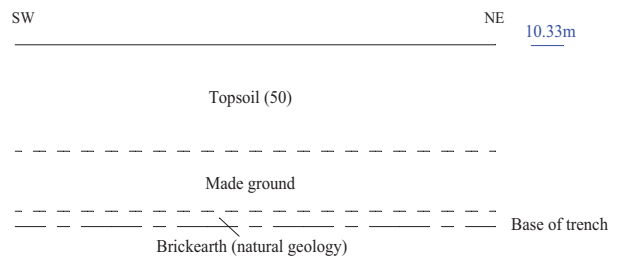 SW
NE
10.33m
Topsoil (50)
Made ground
Base of trench
Brickearth (natural geology)